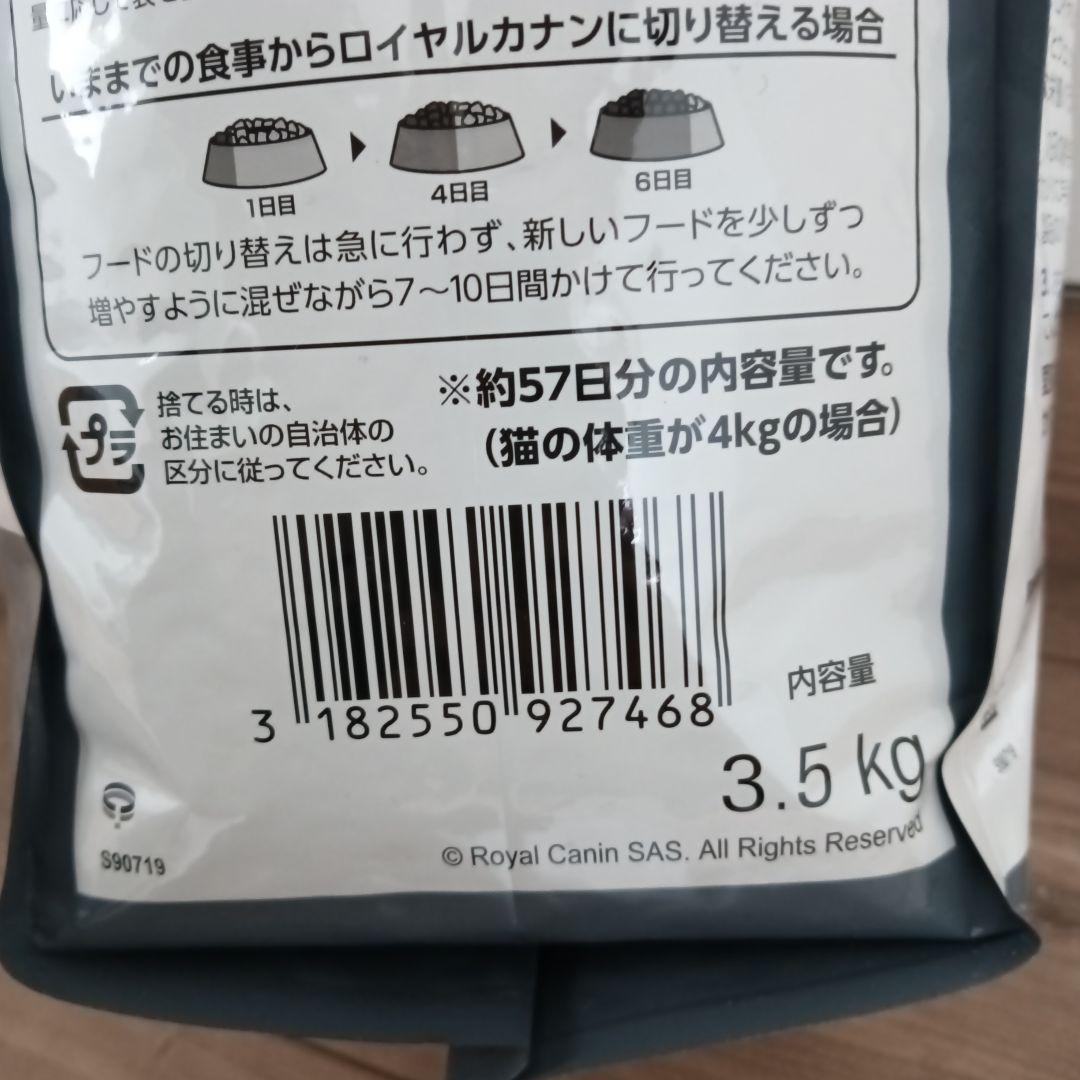 いままでの食事からロイヤルカナンに切り替える場合
1日目
4日目
6日目
フードの切り替えは急に行わず、新しいフードを少しずつ
増やすように混ぜながら7～10日間かけて行ってください。
プラ
捨てる時は、
お住まいの自治体の
区分に従ってください。
※約57日分の内容量です。
(猫の体重が4kgの場合)
3 182550 927468
内容量
3.5 kg
S90719
© Royal Canin SAS. All Rights Reserved